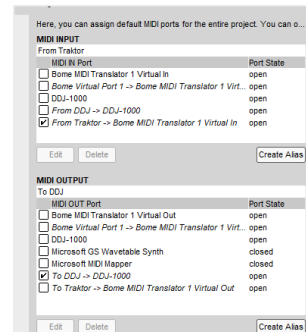 Here, you can assign default MIDI ports for the entire project. You can o...
MIDI INPUT
From Traktor
MIDI IN Port Port State
Bome MIDI Translator 1 Virtual In open
Bome Virtual Port 1 -> Bome MIDI Translator 1 Virt... open
DDJ-1000 open
From DDJ -> DDJ-1000 open
From Traktor -> Bome MIDI Translator 1 Virtual In open
Edit Delete Create Alias
MIDI OUTPUT
To DDJ
MIDI OUT Port Port State
Bome MIDI Translator 1 Virtual Out open
Bome Virtual Port 1 -> Bome MIDI Translator 1 Virt... open
DDJ-1000 open
Microsoft GS Wavetable Synth closed
Microsoft MIDI Mapper closed
To DDJ -> DDJ-1000 open
To Traktor -> Bome MIDI Translator 1 Virtual Out open
Edit Delete Create Alias